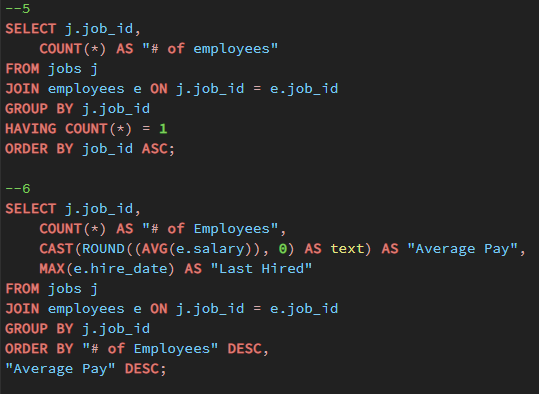 --5
SELECT j.job_id,
    COUNT(*) AS "# of employees"
FROM jobs j
JOIN employees e ON j.job_id = e.job_id
GROUP BY j.job_id
HAVING COUNT(*) = 1
ORDER BY job_id ASC;

--6
SELECT j.job_id,
    COUNT(*) AS "# of Employees",
    CAST(ROUND((AVG(e.salary)), 0) AS text) AS "Average Pay",
    MAX(e.hire_date) AS "Last Hired"
FROM jobs j
JOIN employees e ON j.job_id = e.job_id
GROUP BY j.job_id
ORDER BY "# of Employees" DESC,
"Average Pay" DESC;